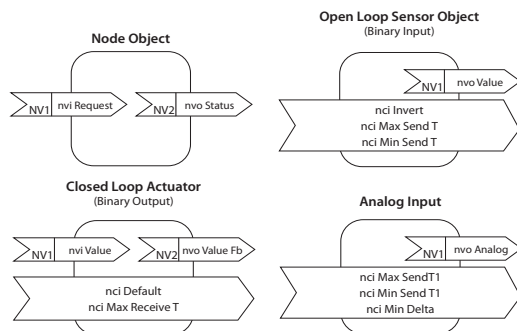 Node Object
NV1 nvi Request
NV2 nvo Status
Open Loop Sensor Object
(Binary Input)
NV1 nvo Value
nci Invert
nci Max Send T
nci Min Send T
Closed Loop Actuator
(Binary Output)
NV1 nvi Value
NV2 nvo Value Fb
nci Default
nci Max Receive T
Analog Input
NV1 nvo Analog
nci Max SendT1
nci Min Send T1
nci Min Delta